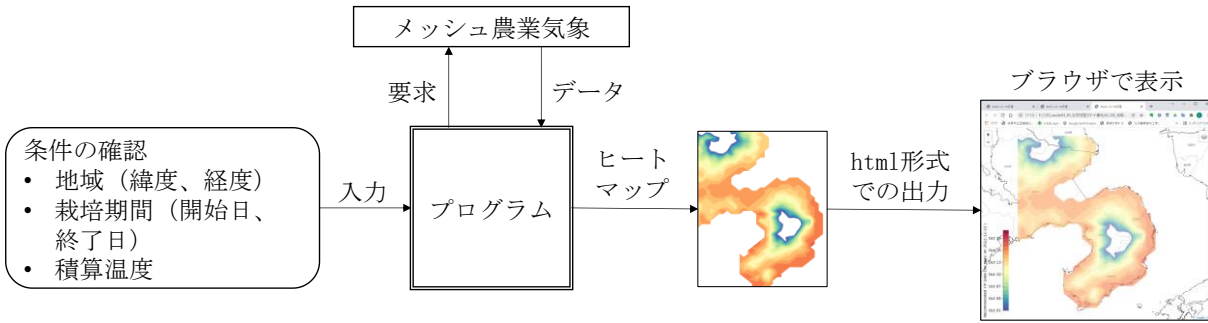 メッシュ農業気象
要求
データ
ブラウザで表示
条件の確認
• 地域（緯度、経度）
• 栽培期間（開始日、
終了日）
• 積算温度
入力
プログラム
ヒート
マップ
html形式
での出力